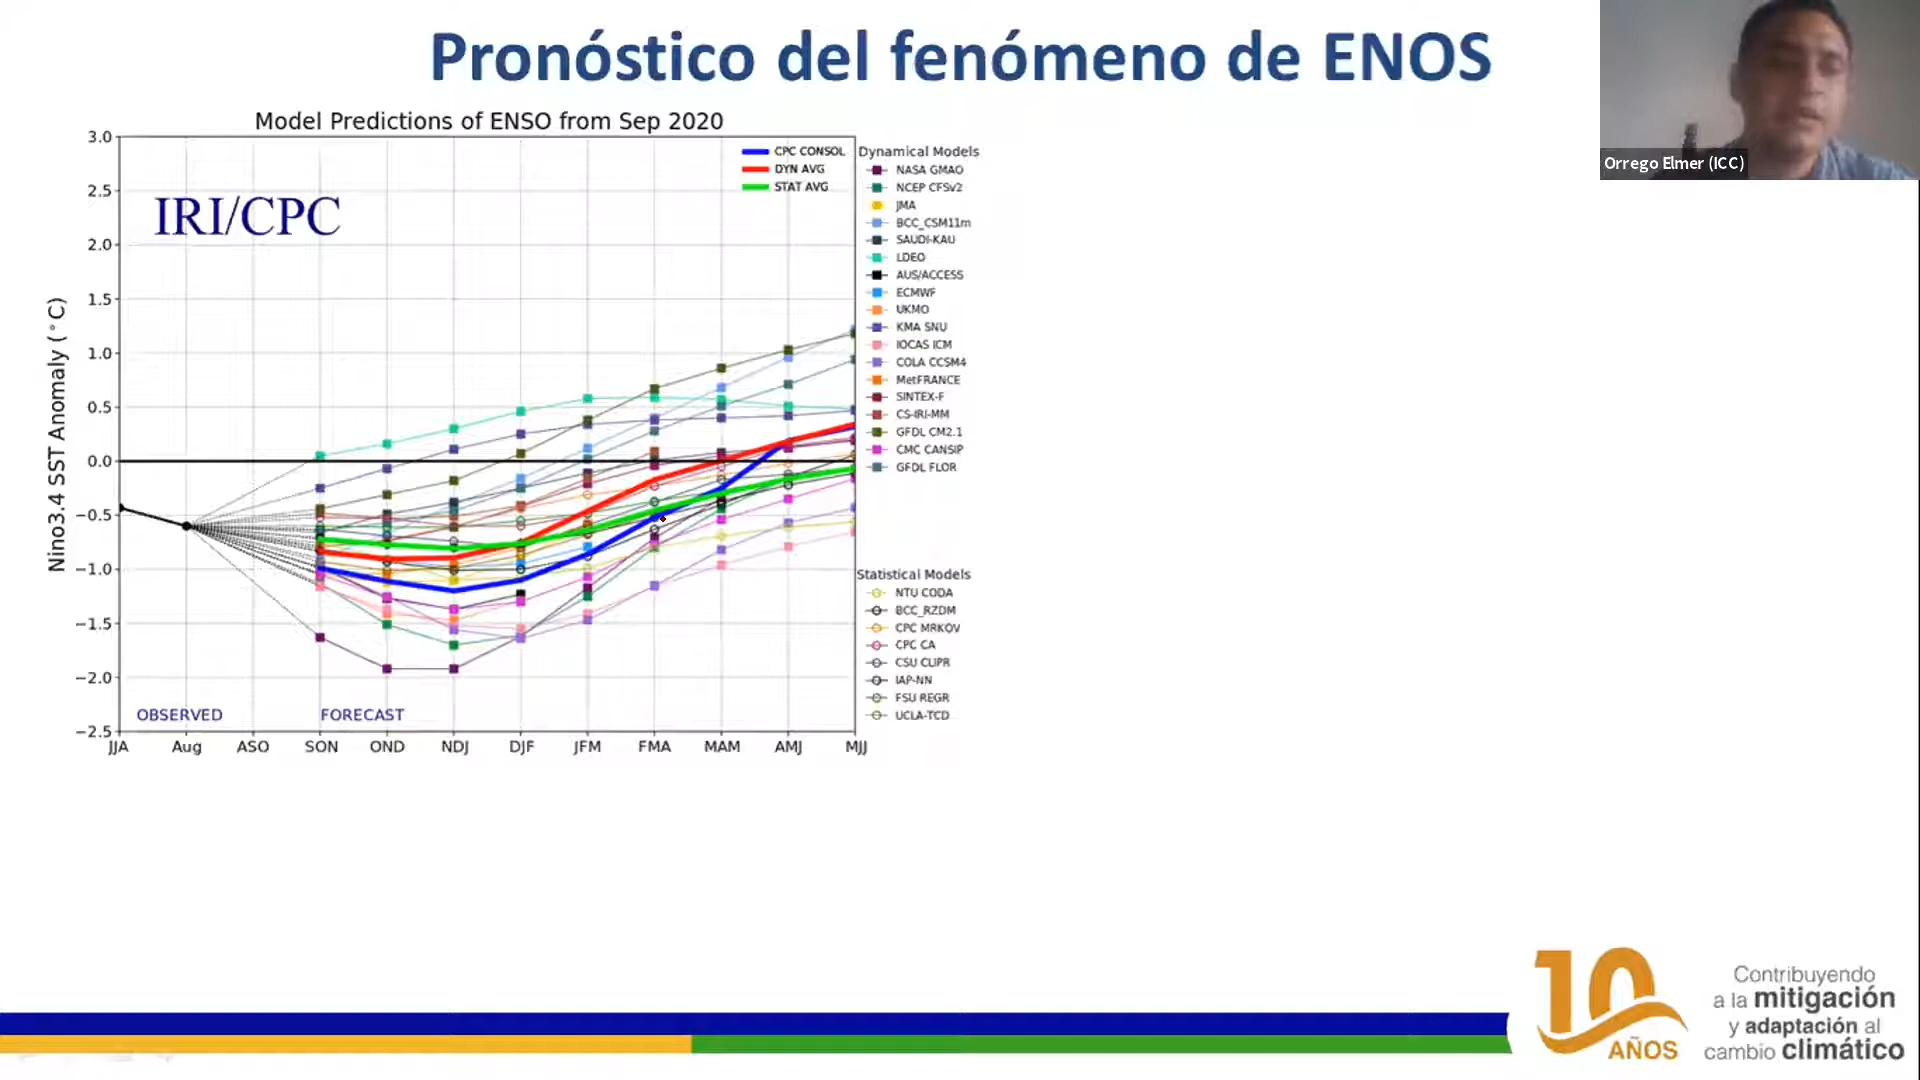 Pronóstico del fenómeno de ENOS
Orrego Elmer (ICC)
Model Predictions of ENSO from Sep 2020
IRI/CPC
CPC CONSOL
DYN AVG
STAT AVG
Nino3.4 SST Anomaly (°C)
3.0
2.5
2.0
1.5
1.0
0.5
0.0
−0.5
−1.0
−1.5
−2.0
−2.5
OBSERVED
FORECAST
JJA Aug ASO SON OND NDJ DJF JFM FMA MAM AMJ MJJ
Dynamical Models
NASA GMAO
NCEP CFSv2
JMA
BCC_CSM11m
SAUDI-KAU
LDEO
AUS/ACCESS
ECMWF
UKMO
KMA SNU
IOCAS ICM
COLA CCSM4
MetFRANCE
SINTEX-F
CS-IRI-MM
GFDL CM2.1
CMC CANSIP
GFDL FLOR
Statistical Models
NTU CODA
BCC_RZDM
CPC MRKOV
CPC CA
CSU CLIPR
IAP-NN
FSU REGR
UCLA-TCD
10
AÑOS
Contribuyendo
a la mitigación
y adaptación al
cambio climático